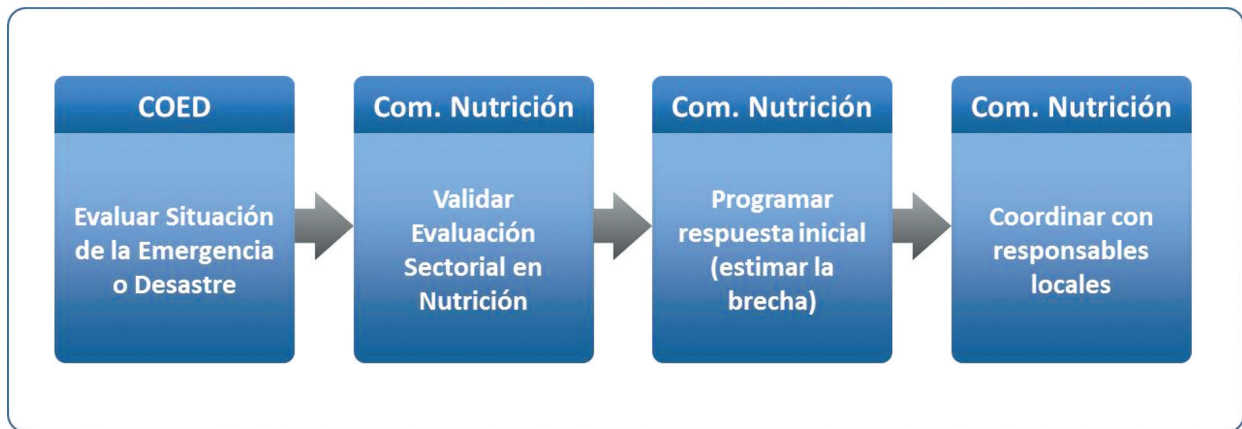 COED
Evaluar Situación
de la Emergencia
o Desastre
Com. Nutrición
Validar
Evaluación
Sectorial en
Nutrición
Com. Nutrición
Programar
respuesta inicial
(estimar la
brecha)
Com. Nutrición
Coordinar con
responsables
locales